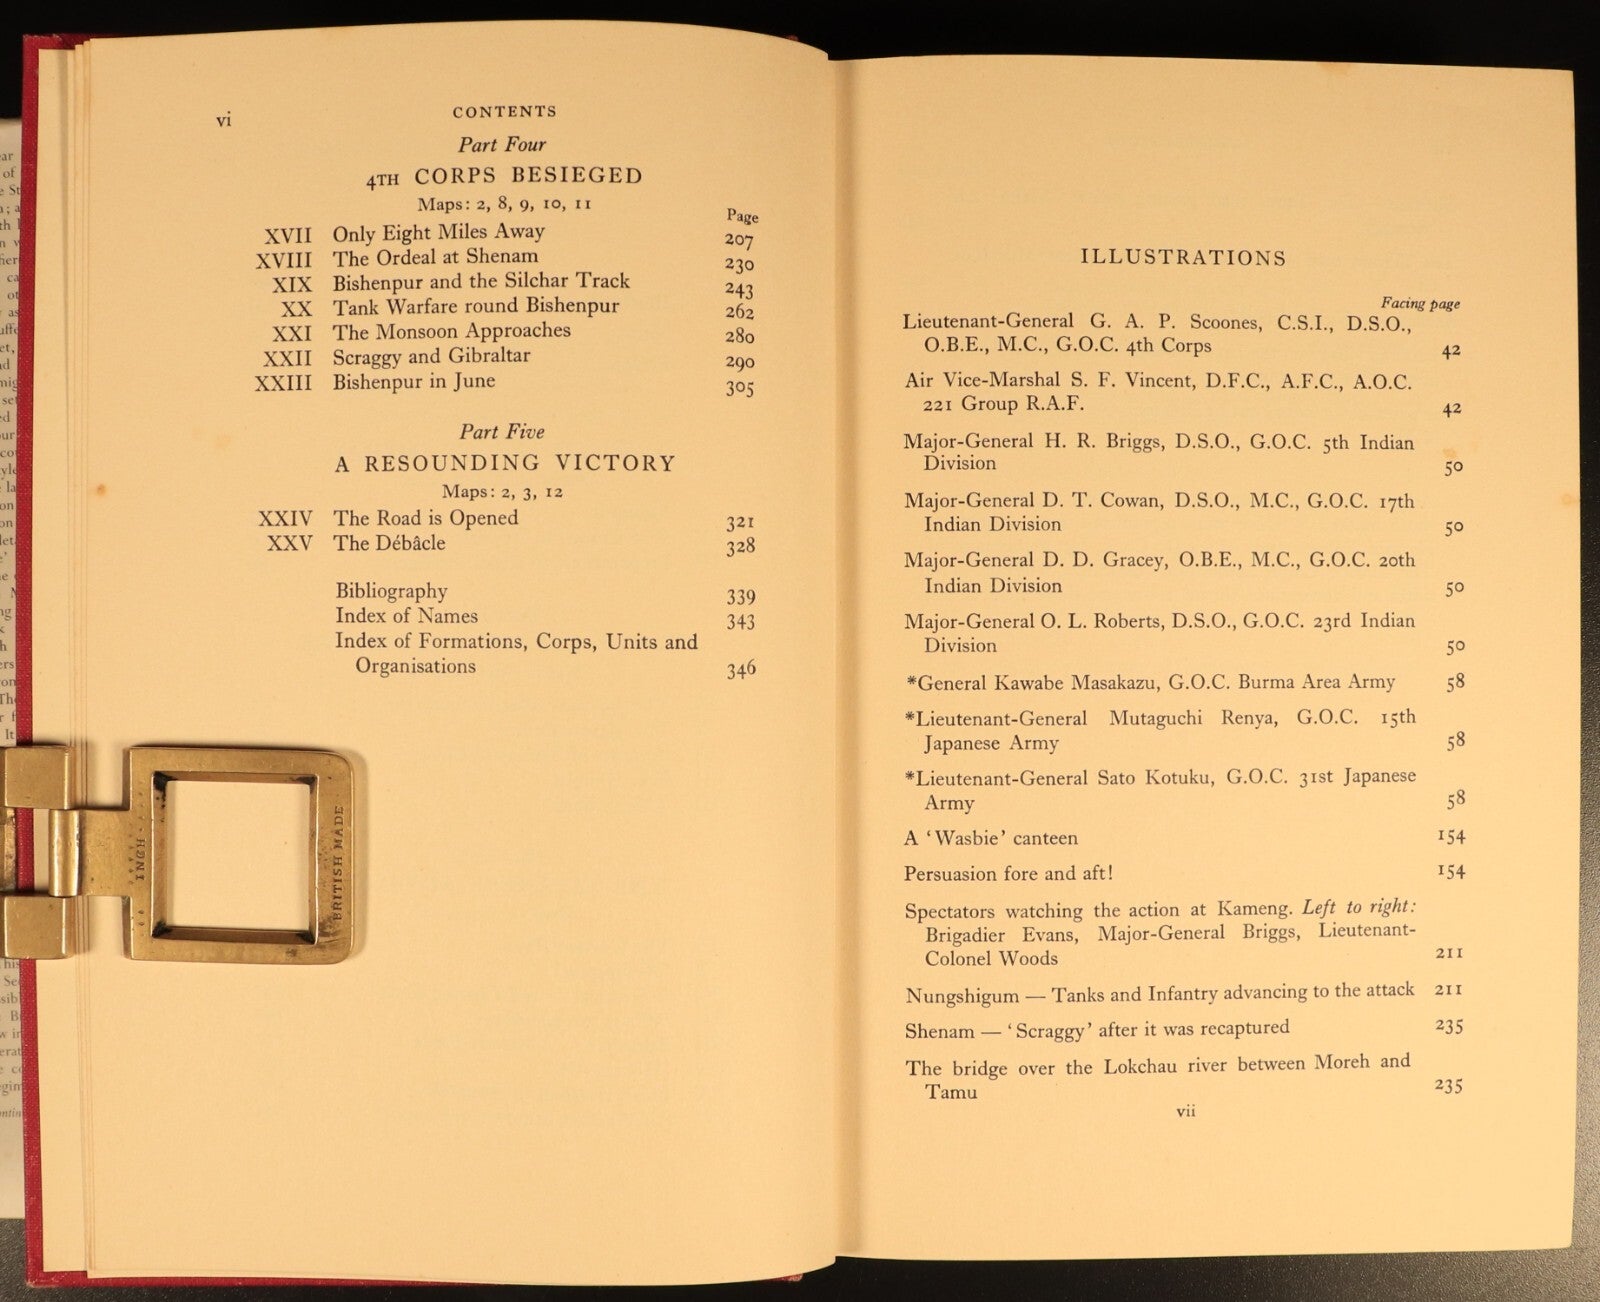 vi
CONTENTS
Part Four
4TH CORPS BESIEGED
Maps: 2, 8, 9, 10, 11
Page
XVII Only Eight Miles Away 207
XVIII The Ordeal at Shenam 230
XIX Bishenpur and the Silchar Track 243
XX Tank Warfare round Bishenpur 262
XXI The Monsoon Approaches 280
XXII Scraggy and Gibraltar 290
XXIII Bishenpur in June 305
Part Five
A RESOUNDING VICTORY
Maps: 2, 3, 12
XXIV The Road is Opened 321
XXV The Débâcle 328
Bibliography 339
Index of Names 343
Index of Formations, Corps, Units and
Organisations 346
INCH
BRITISH MADE
ILLUSTRATIONS
Facing page
Lieutenant-General G. A. P. Scoones, C.S.I., D.S.O.,
O.B.E., M.C., G.O.C. 4th Corps 42
Air Vice-Marshal S. F. Vincent, D.F.C., A.F.C., A.O.C.
221 Group R.A.F. 42
Major-General H. R. Briggs, D.S.O., G.O.C. 5th Indian
Division 50
Major-General D. T. Cowan, D.S.O., M.C., G.O.C. 17th
Indian Division 50
Major-General D. D. Gracey, O.B.E., M.C., G.O.C. 20th
Indian Division 50
Major-General O. L. Roberts, D.S.O., G.O.C. 23rd Indian
Division 50
*General Kawabe Masakazu, G.O.C. Burma Area Army 58
*Lieutenant-General Mutaguchi Renya, G.O.C. 15th
Japanese Army 58
*Lieutenant-General Sato Kotuku, G.O.C. 31st Japanese
Army 58
A ‘Wasbie’ canteen 154
Persuasion fore and aft! 154
Spectators watching the action at Kameng. Left to right:
Brigadier Evans, Major-General Briggs, Lieutenant-
Colonel Woods 211
Nungshigum — Tanks and Infantry advancing to the attack 211
Shenam — ‘Scraggy’ after it was recaptured 235
The bridge over the Lokchau river between Moreh and
Tamu 235
vii